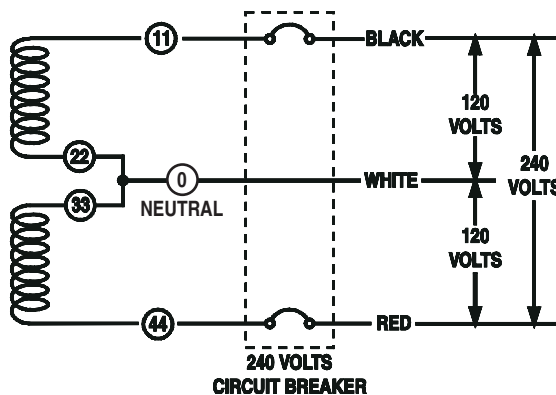 11
BLACK
120
VOLTS
22
0
WHITE
240
VOLTS
33
NEUTRAL
120
VOLTS
44
RED
240 VOLTS
CIRCUIT BREAKER